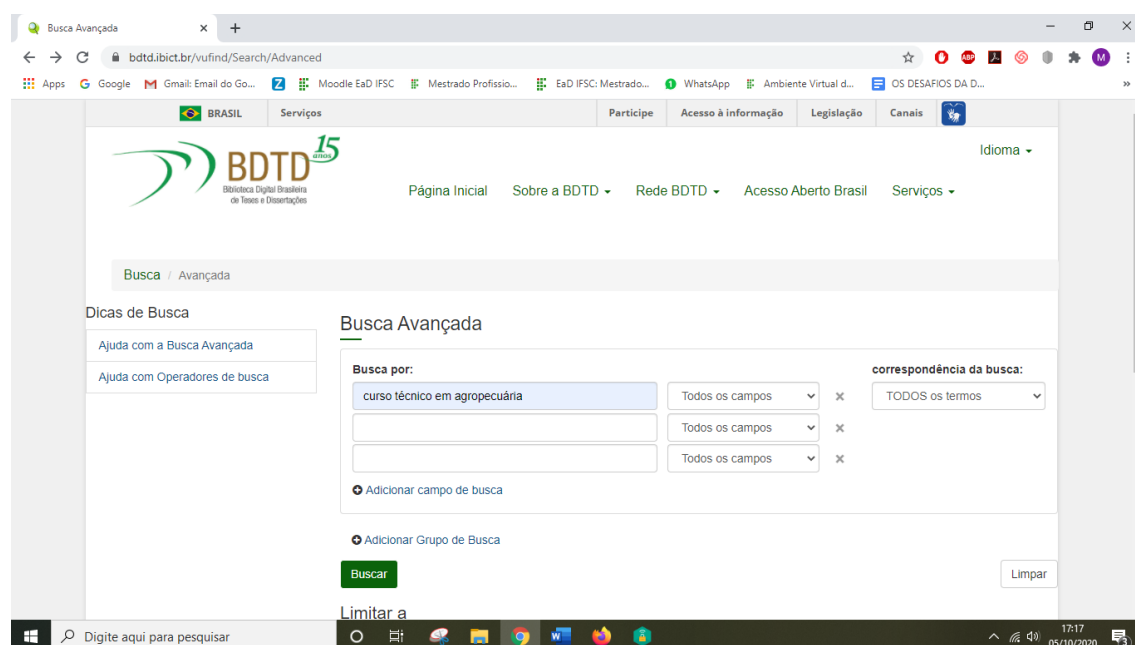 Busca Avançada
bdtd.ibict.br/vufind/Search/Advanced
ABP
M
Apps Google Gmail: Email do Go... Z Moodle EaD IFSC Mestrado Profissio... EaD IFSC: Mestrado... 1 WhatsApp Ambiente Virtual d... OS DESAFIOS DA D... »
BRASIL Serviços Participe Acesso à informação Legislação Canais
BDTD 15 anos
Biblioteca Digital Brasileira
de Teses e Dissertações
Idioma
Página Inicial Sobre a BDTD Rede BDTD Acesso Aberto Brasil Serviços
Busca / Avançada
Dicas de Busca
Ajuda com a Busca Avançada
Ajuda com Operadores de busca
Busca Avançada
Busca por: correspondência da busca:
curso técnico em agropecuária Todos os campos TODOS os termos
Todos os campos
Todos os campos
Adicionar campo de busca
Adicionar Grupo de Busca
Buscar Limpar
Limitar a
Digite aqui para pesquisar
17:17
05/10/2020
3